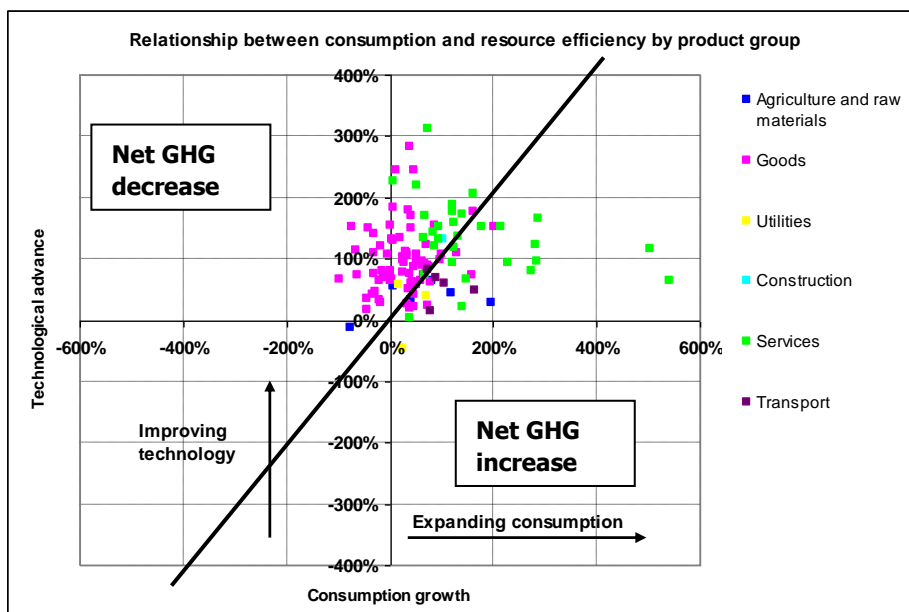 Relationship between consumption and resource efficiency by product group
400%
300%
200%
100%
0%
-100%
-200%
-300%
-400%
-600%
-400%
-200%
0%
200%
400%
600%
Technological advance
Consumption growth
Net GHG
decrease
Net GHG
increase
Improving
technology
Expanding consumption
Agriculture and raw
materials
Goods
Utilities
Construction
Services
Transport